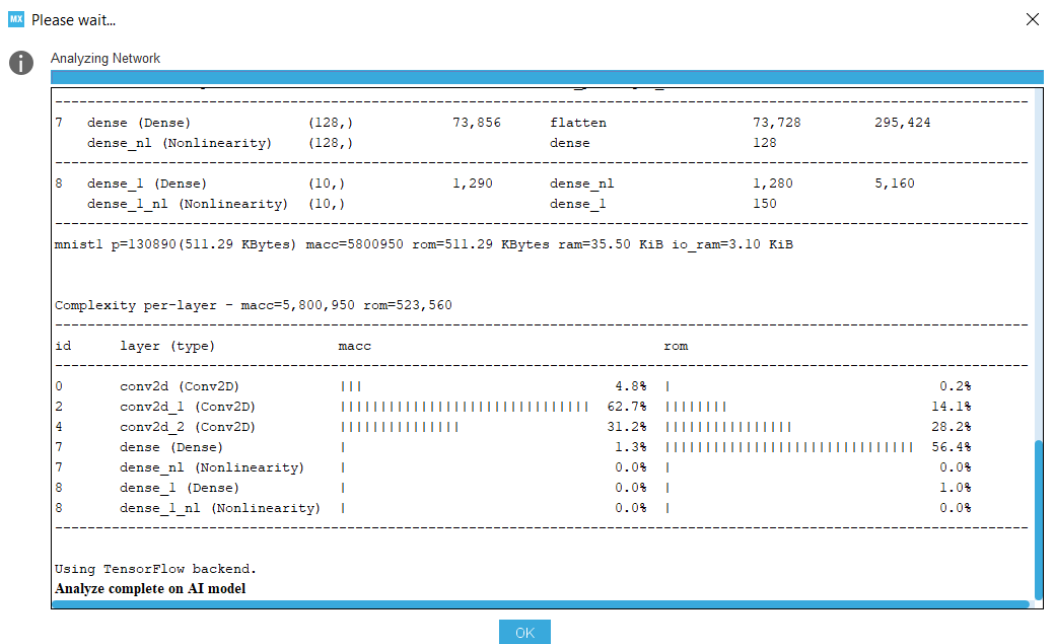 MX Please wait...
Analyzing Network
7 dense (Dense) (128,) 73,856 flatten 73,728 295,424
dense_nl (Nonlinearity) (128,) dense 128
8 dense_1 (Dense) (10,) 1,290 dense_nl 1,280 5,160
dense_1_nl (Nonlinearity) (10,) dense_1 150
mnist1 p=130890(511.29 KBytes) macc=5800950 rom=511.29 KBytes ram=35.50 KiB io_ram=3.10 KiB
Complexity per-layer - macc=5,800,950 rom=523,560
id layer (type) macc rom
0 conv2d (Conv2D) 4.8% 0.2%
2 conv2d_1 (Conv2D) 62.7% 14.1%
4 conv2d_2 (Conv2D) 31.2% 28.2%
7 dense (Dense) 1.3% 56.4%
7 dense_nl (Nonlinearity) 0.0% 0.0%
8 dense_1 (Dense) 0.0% 1.0%
8 dense_1_nl (Nonlinearity) 0.0% 0.0%
Using TensorFlow backend.
Analyze complete on AI model
OK